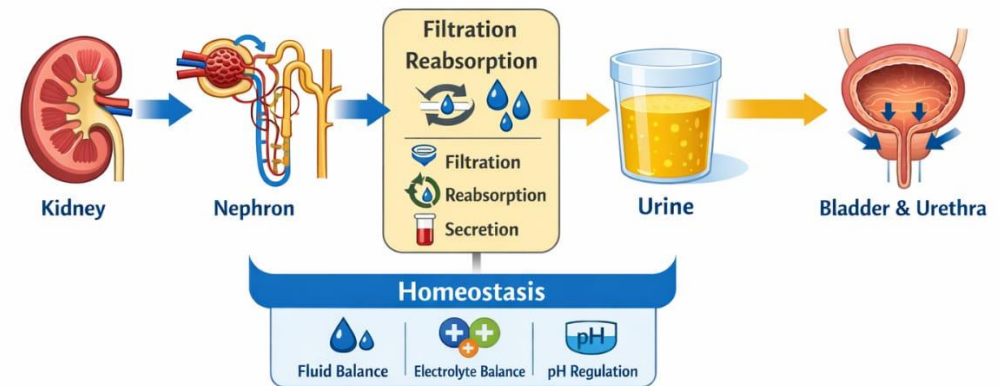 Filtration
Reabsorption
Filtration
Reabsorption
Secretion
Kidney
Nephron
Urine
Bladder & Urethra
Homeostasis
Fluid Balance
Electrolyte Balance
pH
pH Regulation